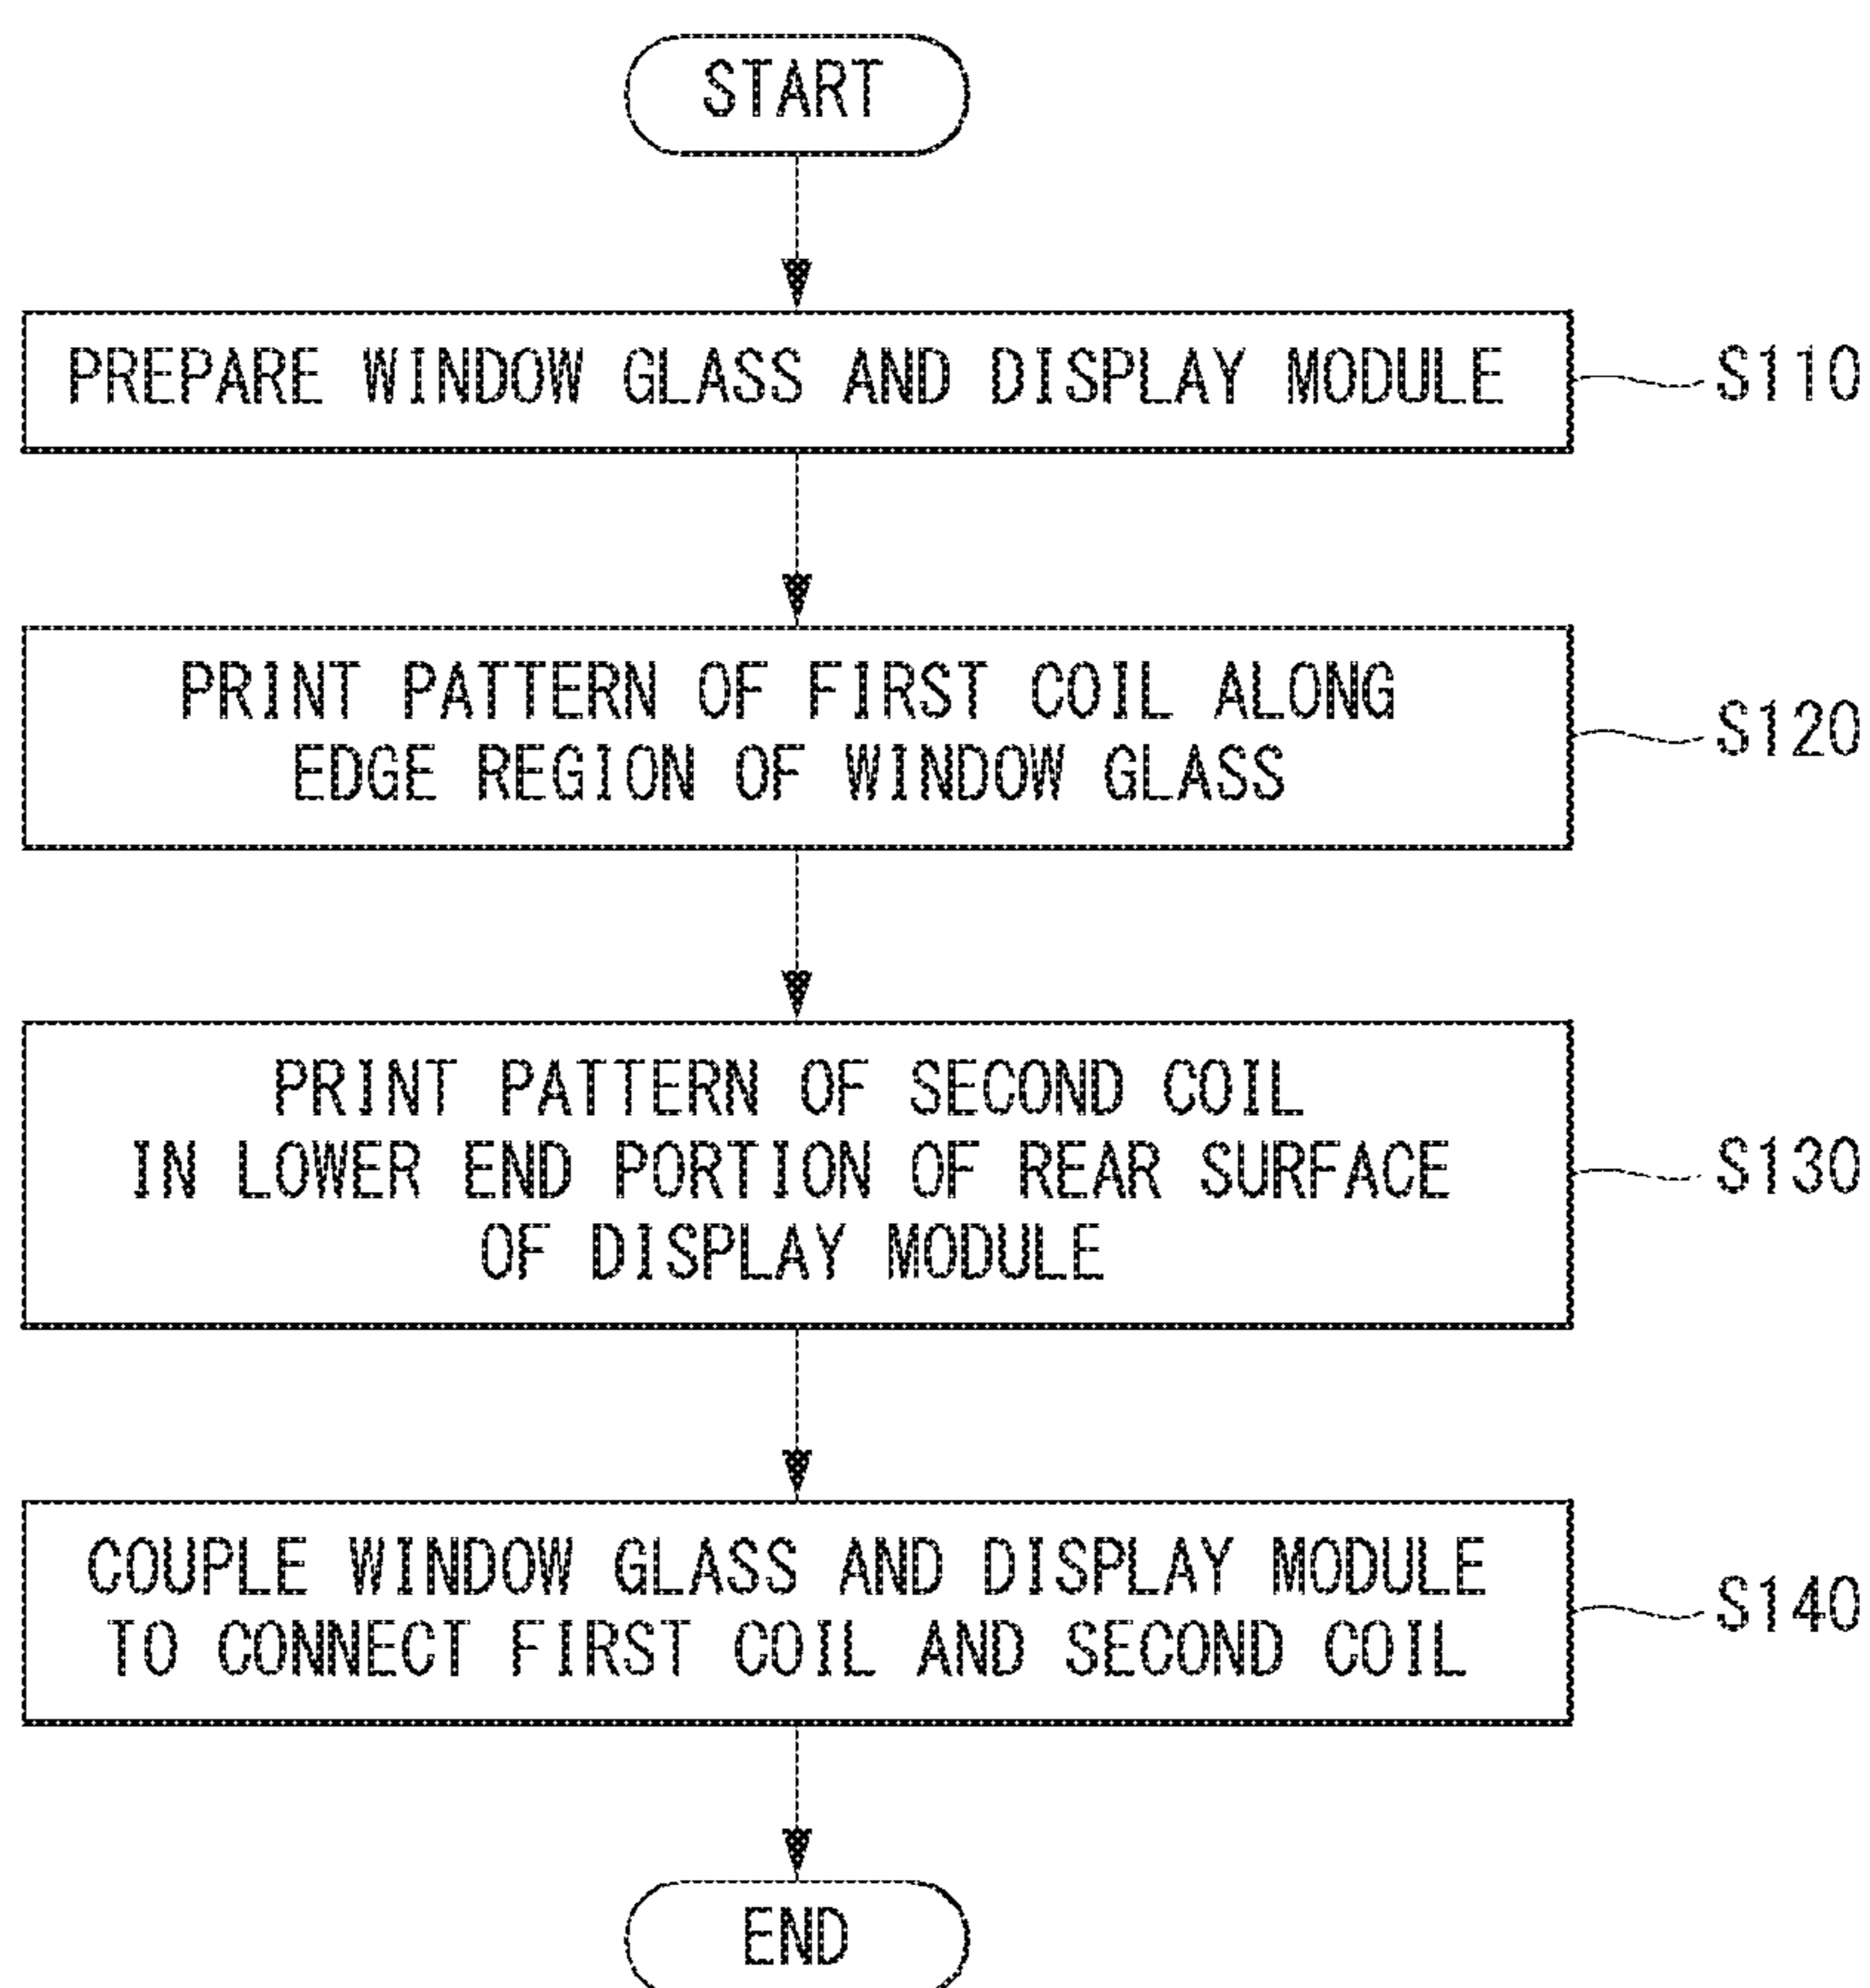 START
PREPARE WINDOW GLASS AND DISPLAY MODULE
S110
PRINT PATTERN OF FIRST COIL ALONG
EDGE REGION OF WINDOW GLASS
S120
PRINT PATTERN OF SECOND COIL
IN LOWER END PORTION OF REAR SURFACE
OF DISPLAY MODULE
S130
COUPLE WINDOW GLASS AND DISPLAY MODULE
TO CONNECT FIRST COIL AND SECOND COIL
S140
END